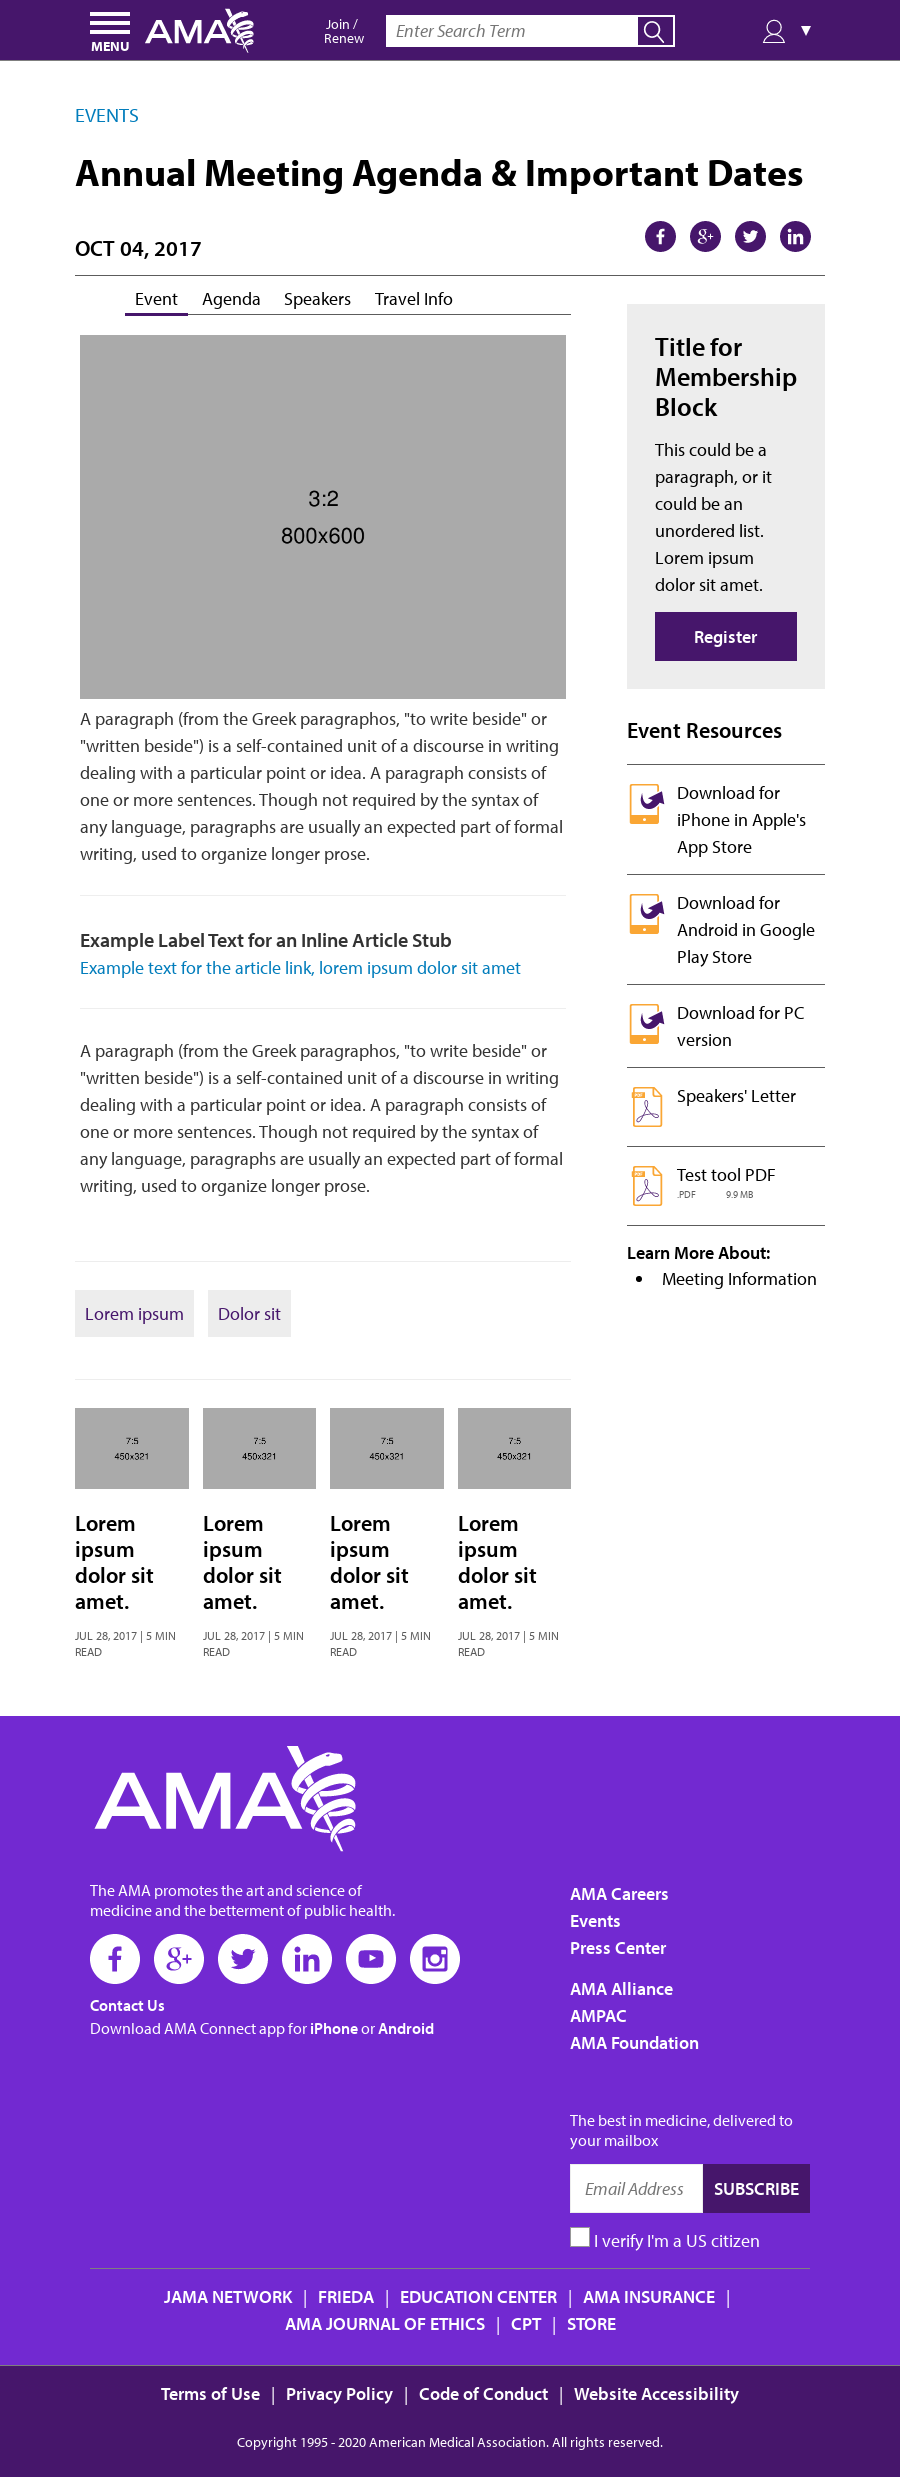 MENU
AMA
Join /
Renew
Enter Search Term
EVENTS
Annual Meeting Agenda & Important Dates
OCT 04, 2017
Event Agenda Speakers Travel Info
3:2
800x600
A paragraph (from the Greek paragraphos, "to write beside" or
"written beside") is a self-contained unit of a discourse in writing
dealing with a particular point or idea. A paragraph consists of
one or more sentences. Though not required by the syntax of
any language, paragraphs are usually an expected part of formal
writing, used to organize longer prose.
Example Label Text for an Inline Article Stub
Example text for the article link, lorem ipsum dolor sit amet
A paragraph (from the Greek paragraphos, "to write beside" or
"written beside") is a self-contained unit of a discourse in writing
dealing with a particular point or idea. A paragraph consists of
one or more sentences. Though not required by the syntax of
any language, paragraphs are usually an expected part of formal
writing, used to organize longer prose.
Lorem ipsum Dolor sit
7:5
450x321
Lorem
ipsum
dolor sit
amet.
JUL 28, 2017 | 5 MIN
READ
7:5
450x321
Lorem
ipsum
dolor sit
amet.
JUL 28, 2017 | 5 MIN
READ
7:5
450x321
Lorem
ipsum
dolor sit
amet.
JUL 28, 2017 | 5 MIN
READ
7:5
450x321
Lorem
ipsum
dolor sit
amet.
JUL 28, 2017 | 5 MIN
READ
Title for
Membership
Block
This could be a
paragraph, or it
could be an
unordered list.
Lorem ipsum
dolor sit amet.
Register
Event Resources
Download for
iPhone in Apple's
App Store
Download for
Android in Google
Play Store
Download for PC
version
Speakers' Letter
Test tool PDF
.PDF 9.9 MB
Learn More About:
• Meeting Information
AMA
The AMA promotes the art and science of
medicine and the betterment of public health.
Contact Us
Download AMA Connect app for iPhone or Android
AMA Careers
Events
Press Center
AMA Alliance
AMPAC
AMA Foundation
The best in medicine, delivered to
your mailbox
Email Address SUBSCRIBE
I verify I'm a US citizen
JAMA NETWORK | FRIEDA | EDUCATION CENTER | AMA INSURANCE |
AMA JOURNAL OF ETHICS | CPT | STORE
Terms of Use | Privacy Policy | Code of Conduct | Website Accessibility
Copyright 1995 - 2020 American Medical Association. All rights reserved.